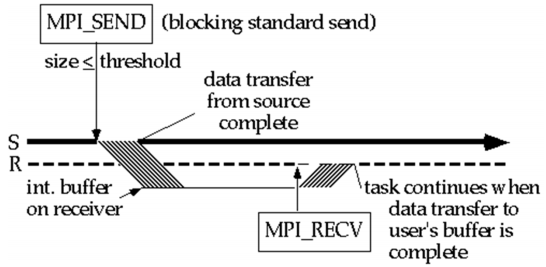 MPI_SEND (blocking standard send)
size ≤ threshold
data transfer
from source
complete
S
R
int. buffer
on receiver
MPI_RECV
task continues when
data transfer to
user's buffer is
complete